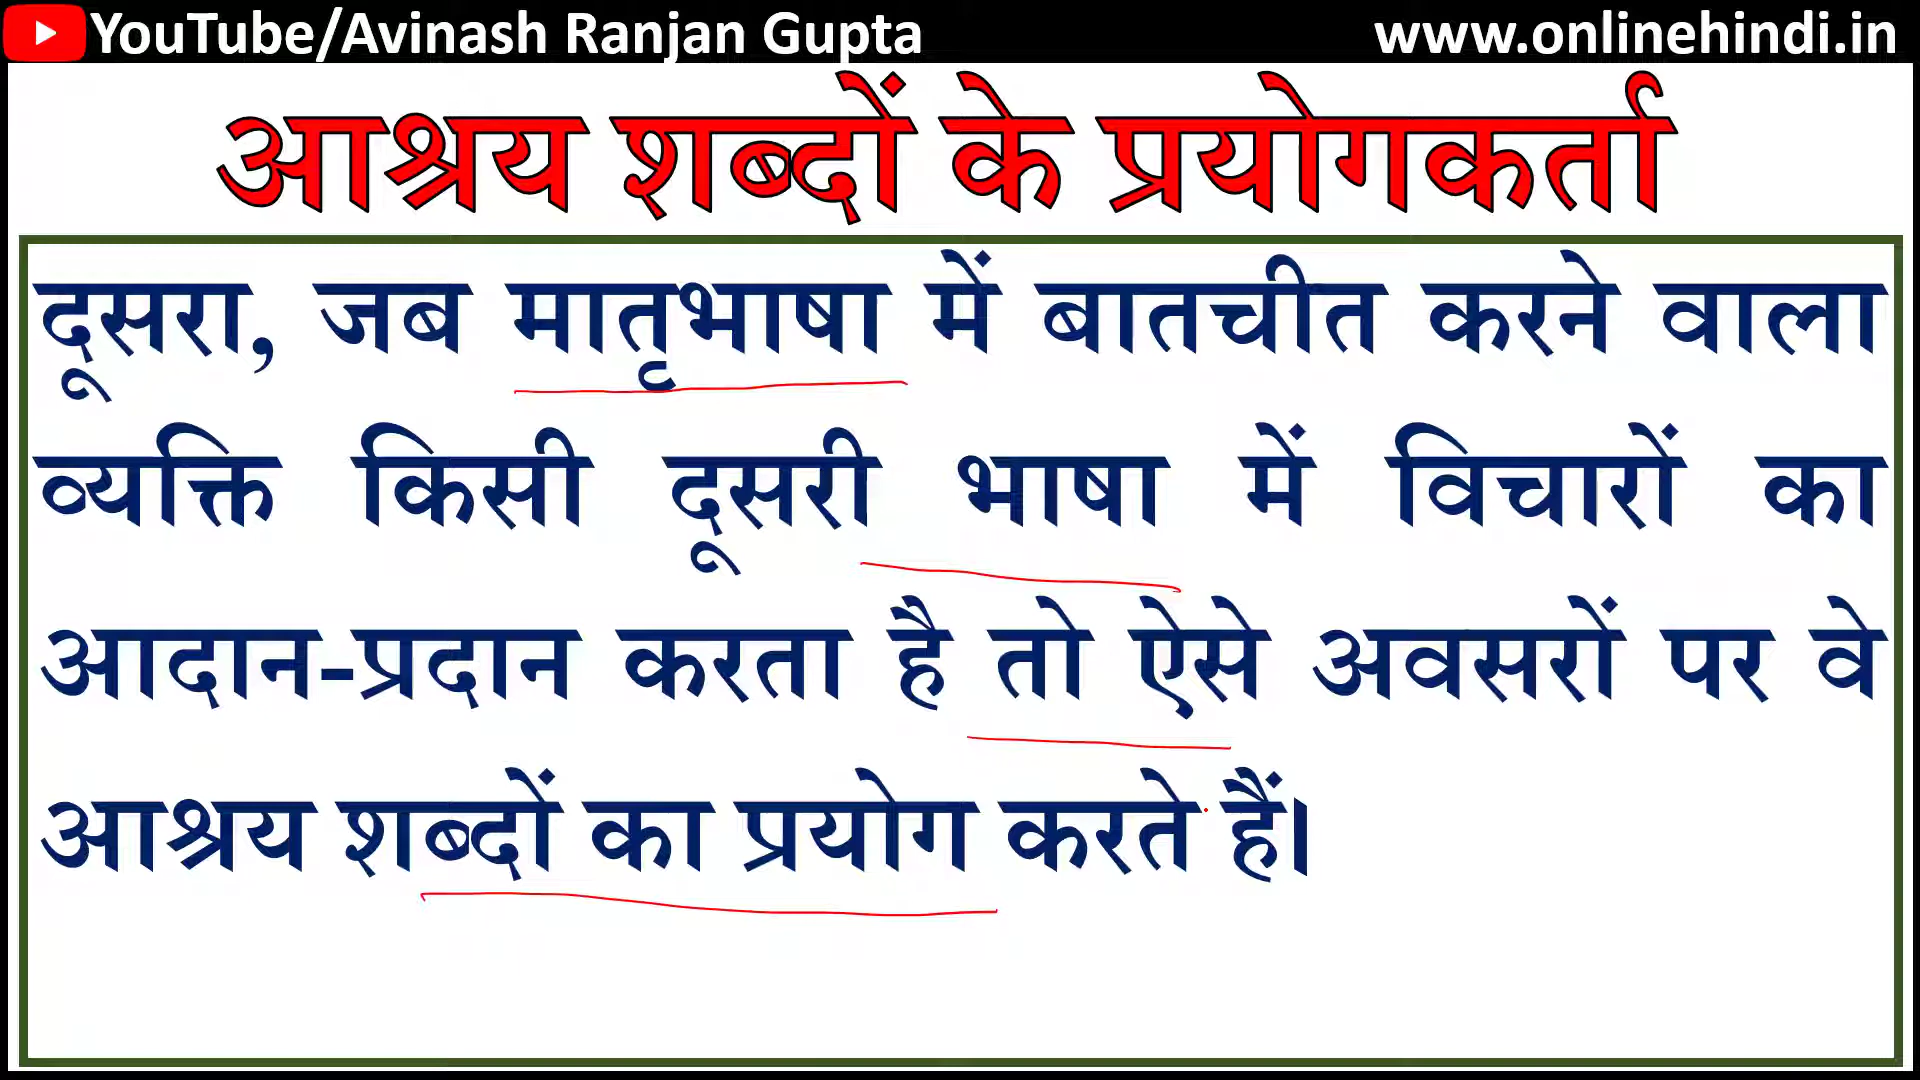 YouTube/Avinash Ranjan Gupta www.onlinehindi.in
आश्रय शब्दों के प्रयोगकर्ता
दूसरा, जब मातृभाषा में बातचीत करने वाला
व्यक्ति किसी दूसरी भाषा में विचारों का
आदान-प्रदान करता है तो ऐसे अवसरों पर वे
आश्रय शब्दों का प्रयोग करते हैं।